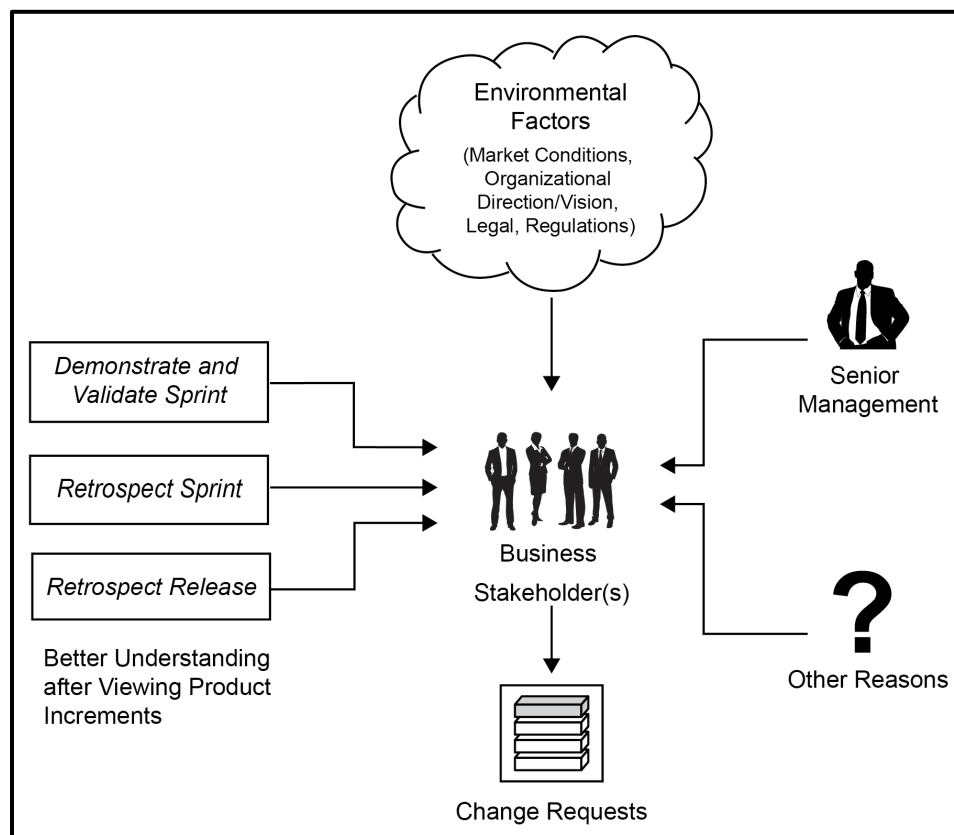 Environmental
Factors
(Market Conditions,
Organizational
Direction/Vision,
Legal, Regulations)
Demonstrate and
Validate Sprint
Retrospect Sprint
Retrospect Release
Better Understanding
after Viewing Product
Increments
Business
Stakeholder(s)
Senior
Management
Other Reasons
?
Change Requests